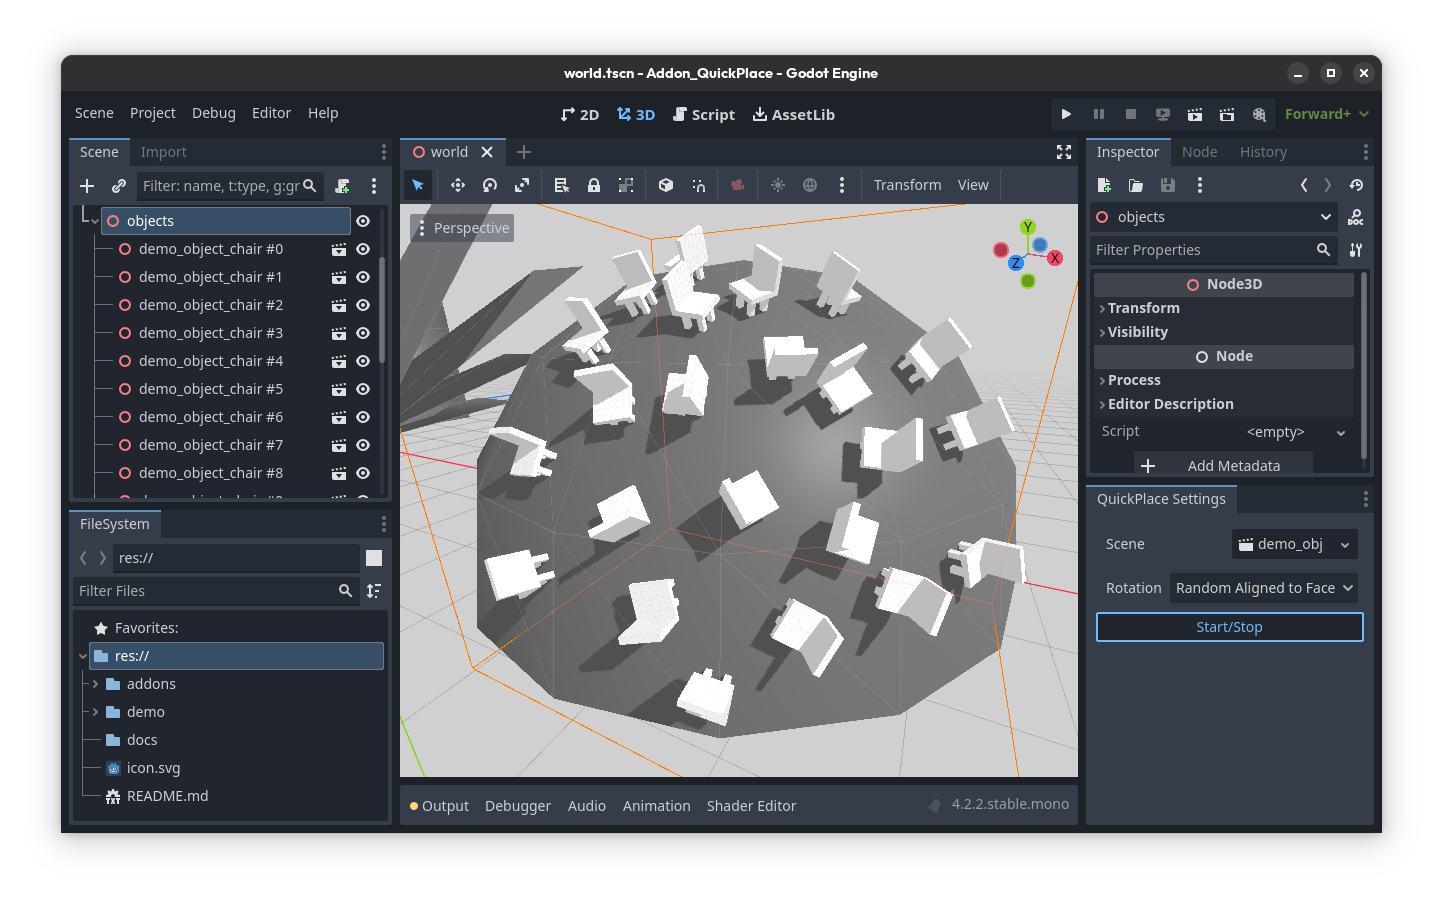 world.tscn - Addon_QuickPlace - Godot Engine
Scene Project Debug Editor Help
2D 3D Script AssetLib
Forward+
Scene Import
Filter: name, t:type, g:gr
objects
demo_object_chair #0
demo_object_chair #1
demo_object_chair #2
demo_object_chair #3
demo_object_chair #4
demo_object_chair #5
demo_object_chair #6
demo_object_chair #7
demo_object_chair #8
FileSystem
res://
Filter Files
Favorites:
res://
addons
demo
docs
icon.svg
README.md
world
Transform View
Perspective
Y
X
Z
Output Debugger Audio Animation Shader Editor
4.2.2.stable.mono
Inspector Node History
objects
DOC
Filter Properties
Node3D
Transform
Visibility
Node
Process
Editor Description
Script <empty>
Add Metadata
QuickPlace Settings
Scene demo_obj
Rotation Random Aligned to Face
Start/Stop